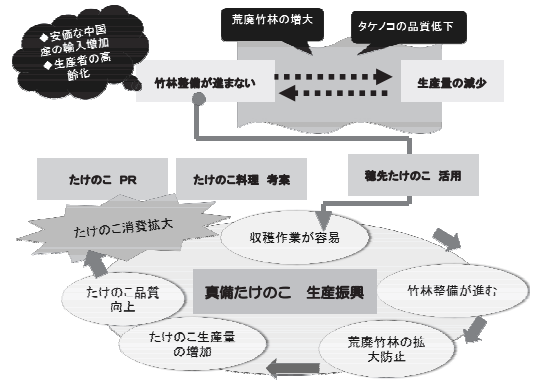 ◆安価な中国
産の輸入増加
◆生産者の高
齢化
荒廃竹林の増大
タケノコの品質低下
竹林整備が進まない
生産量の減少
たけのこ PR
たけのこ料理 考案
穂先たけのこ 活用
たけのこ消費拡大
収穫作業が容易
真備たけのこ 生産振興
たけのこ品質
向上
竹林整備が進む
たけのこ生産量
の増加
荒廃竹林の拡
大防止